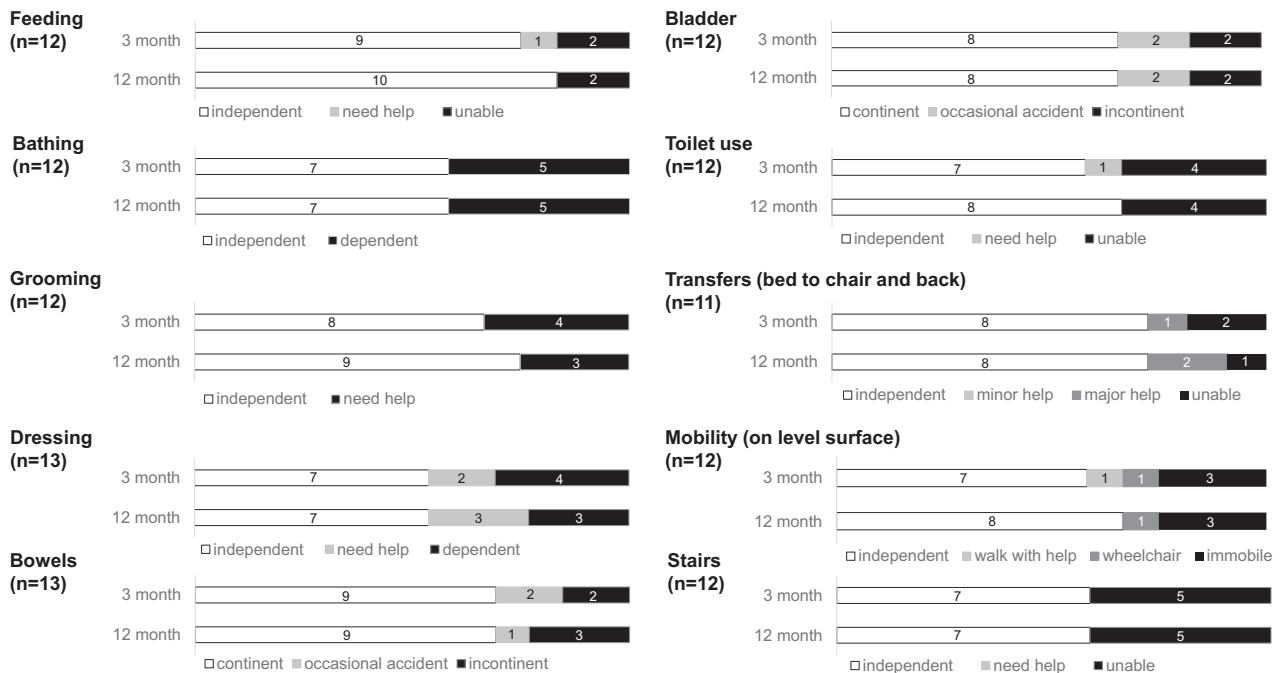 Feeding
(n=12)
3 month
9
1
2
12 month
10
2
independent need help unable
Bathing
(n=12)
3 month
7
5
12 month
7
5
independent dependent
Grooming
(n=12)
3 month
8
4
12 month
9
3
independent need help
Dressing
(n=13)
3 month
7
2
4
12 month
7
3
3
independent need help dependent
Bowels
(n=13)
3 month
9
2
2
12 month
9
1
3
continent occasional accident incontinent
Bladder
(n=12)
3 month
8
2
2
12 month
8
2
2
continent occasional accident incontinent
Toilet use
(n=12)
3 month
7
1
4
12 month
8
4
independent need help unable
Transfers (bed to chair and back)
(n=11)
3 month
8
1
2
12 month
8
2
1
independent minor help major help unable
Mobility (on level surface)
(n=12)
3 month
7
1
1
3
12 month
8
1
3
independent walk with help wheelchair immobile
Stairs
(n=12)
3 month
7
5
12 month
7
5
independent need help unable